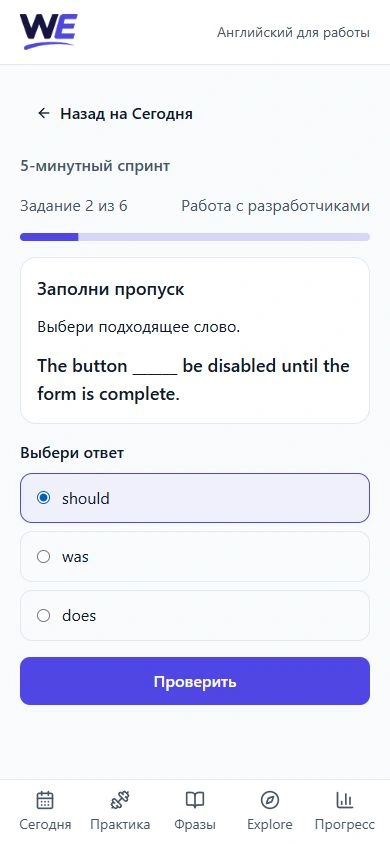 WE
Английский для работы
← Назад на Сегодня
5-минутный спринт
Задание 2 из 6
Работа с разработчиками
Заполни пропуск
Выбери подходящее слово.
The button _____ be disabled until the
form is complete.
Выбери ответ
should
was
does
Проверить
Сегодня
Практика
Фразы
Explore
Прогресс